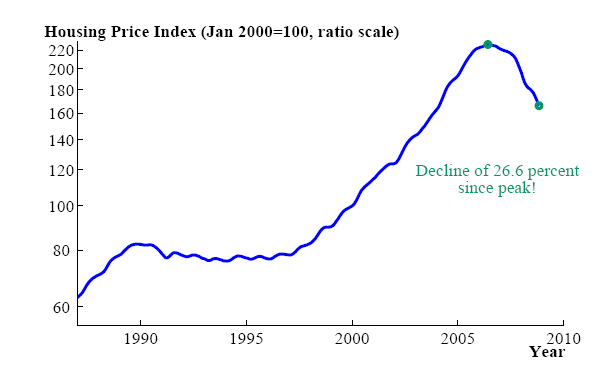 Housing Price Index (Jan 2000=100, ratio scale)
220
200
180
160
140
120
100
80
60
Decline of 26.6 percent
since peak!
1990 1995 2000 2005 2010
Year